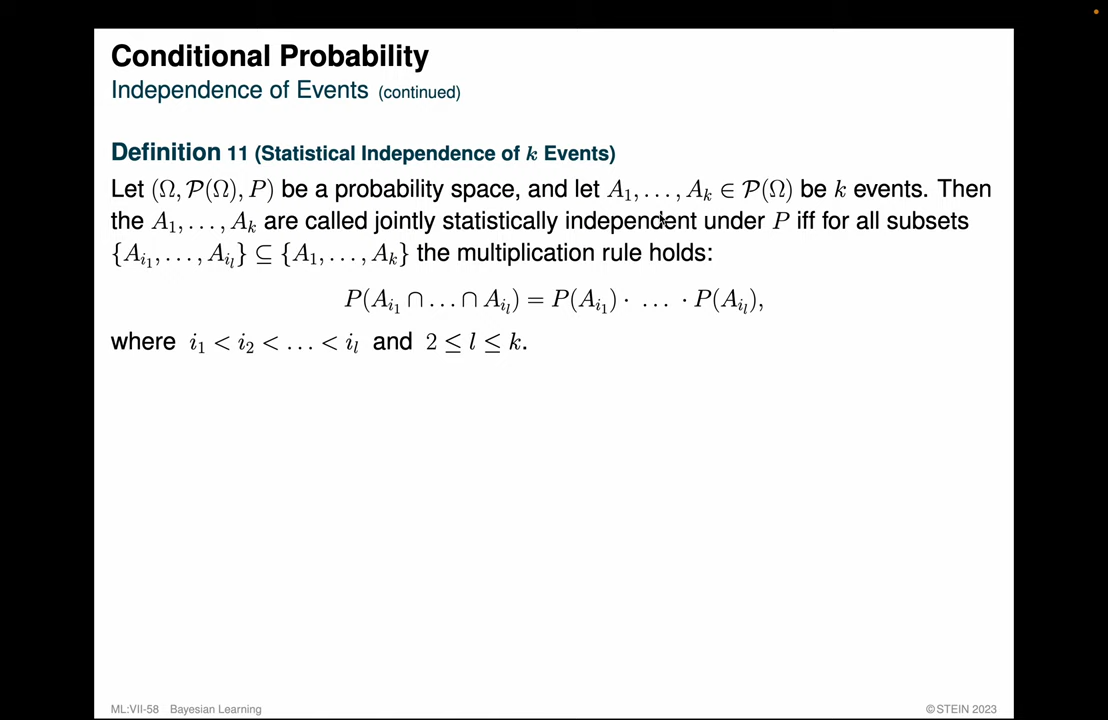 Conditional Probability
Independence of Events (continued)
Definition 11 (Statistical Independence of k Events)
Let (Ω, 𝒫(Ω), P) be a probability space, and let A₁, . . . , Aₖ ∈ 𝒫(Ω) be k events. Then
the A₁, . . . , Aₖ are called jointly statistically independent under P iff for all subsets
{A_{i₁}, . . . , A_{i_l}} ⊆ {A₁, . . . , Aₖ} the multiplication rule holds:
P(A_{i₁} ∩ . . . ∩ A_{i_l}) = P(A_{i₁}) · . . . · P(A_{i_l}),
where i₁ < i₂ < . . . < i_l and 2 ≤ l ≤ k.
ML:VII-58 Bayesian Learning
© STEIN 2023